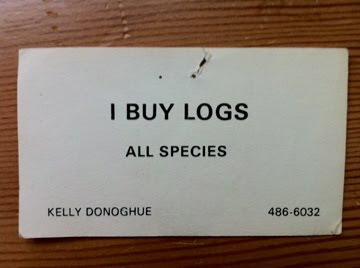 I BUY LOGS
ALL SPECIES
KELLY DONOGHUE 486-6032